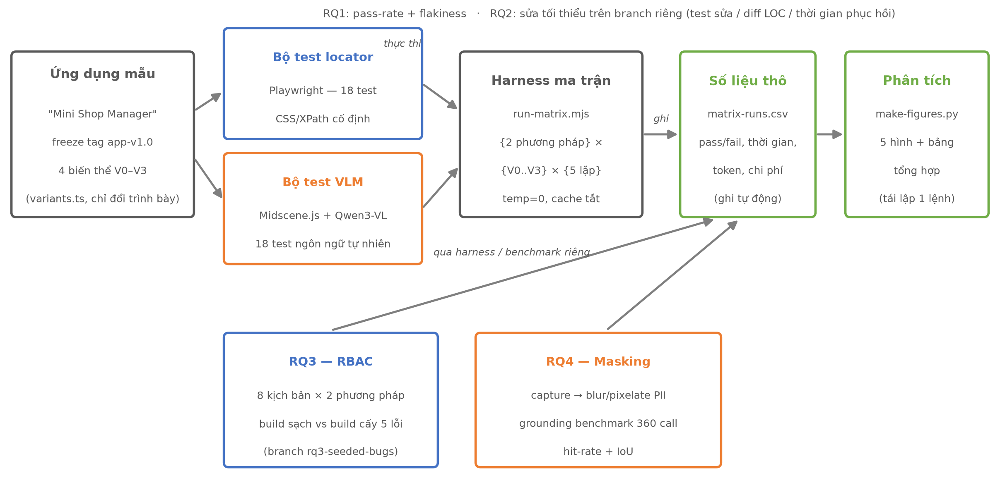 RQ1: pass-rate + flakiness · RQ2: sửa tối thiểu trên branch riêng (test sửa / diff LOC / thời gian phục hồi)
Ứng dụng mẫu
"Mini Shop Manager"
freeze tag app-v1.0
4 biến thể V0–V3
(variants.ts, chỉ đổi trình bày)
thực thi
Bộ test locator
Playwright — 18 test
CSS/XPath cố định
Bộ test VLM
Midscene.js + Qwen3-VL
18 test ngôn ngữ tự nhiên
Harness ma trận
run-matrix.mjs
{2 phương pháp} ×
{V0..V3} × {5 lặp}
temp=0, cache tắt
ghi
Số liệu thô
matrix-runs.csv
pass/fail, thời gian,
token, chi phí
(ghi tự động)
Phân tích
make-figures.py
5 hình + bảng
tổng hợp
(tái lập 1 lệnh)
qua harness / benchmark riêng
RQ3 — RBAC
8 kịch bản × 2 phương pháp
build sạch vs build cấy 5 lỗi
(branch rq3-seeded-bugs)
RQ4 — Masking
capture → blur/pixelate PII
grounding benchmark 360 call
hit-rate + IoU